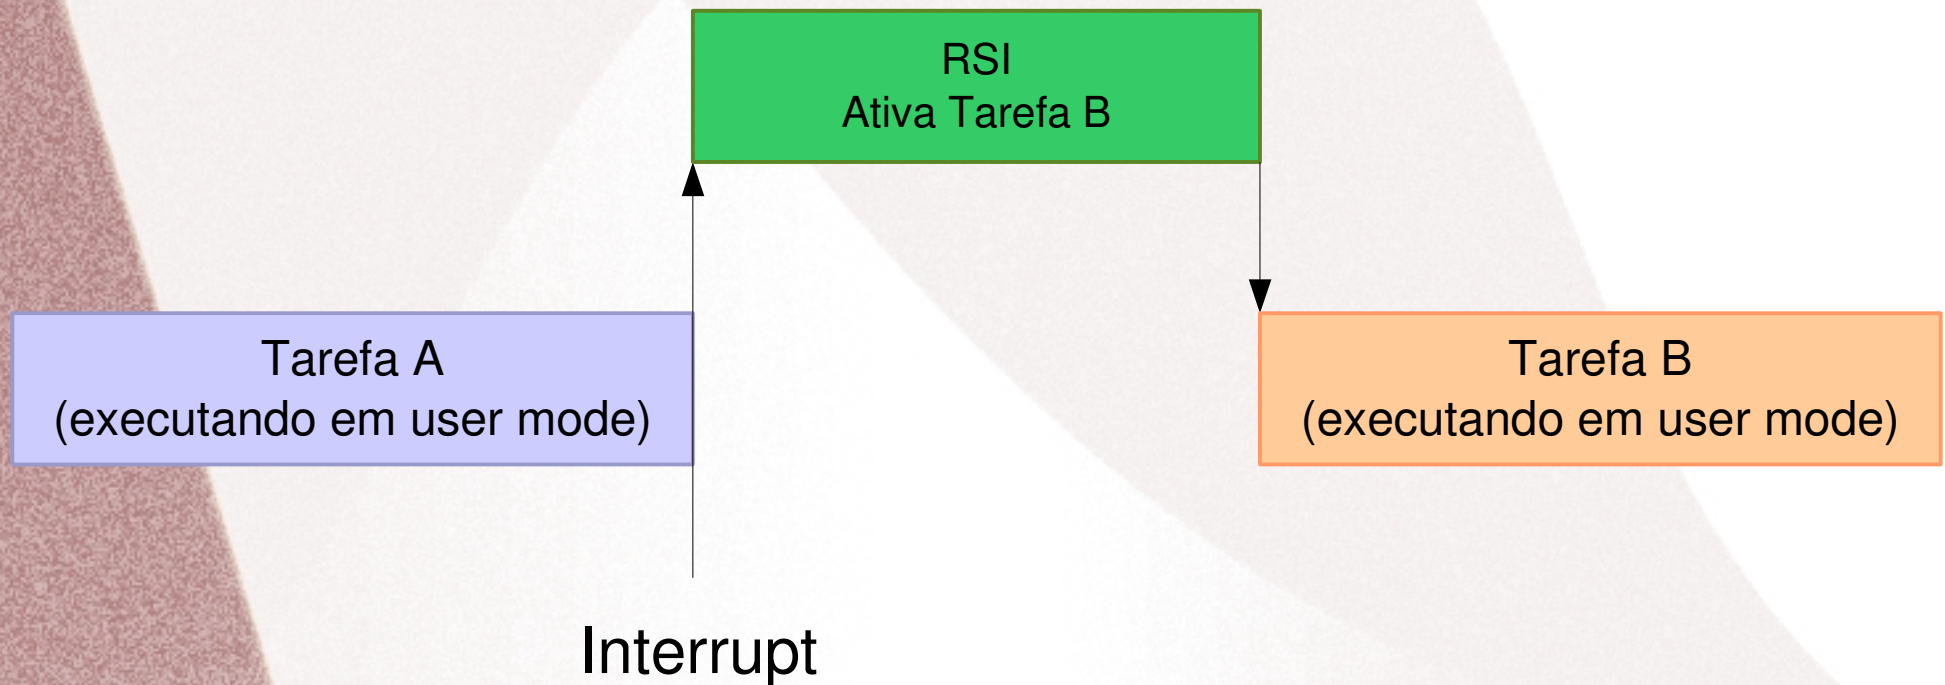 RSI
Ativa Tarefa B
Tarefa A
(executando em user mode)
Tarefa B
(executando em user mode)
Interrupt